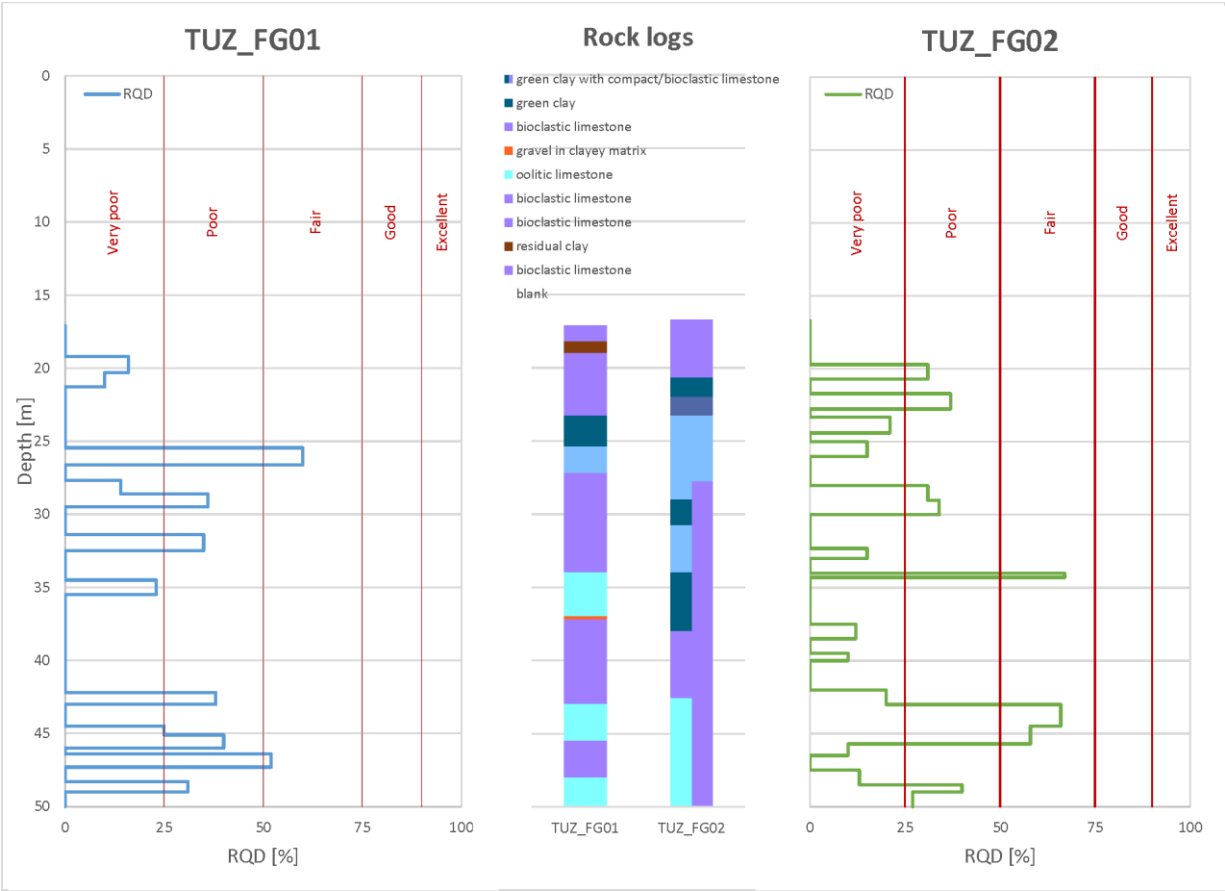 TUZ_FG01
Rock logs
TUZ_FG02
0
5
10
15
20
25
30
35
40
45
50
Depth [m]
RQD
Very poor
Poor
Fair
Good
Excellent
0
25
50
75
100
RQD [%]
green clay with compact/bioclastic limestone
green clay
bioclastic limestone
gravel in clayey matrix
oolitic limestone
bioclastic limestone
bioclastic limestone
residual clay
bioclastic limestone
blank
TUZ_FG01
TUZ_FG02
RQD
Very poor
Poor
Fair
Good
Excellent
0
25
50
75
100
RQD [%]